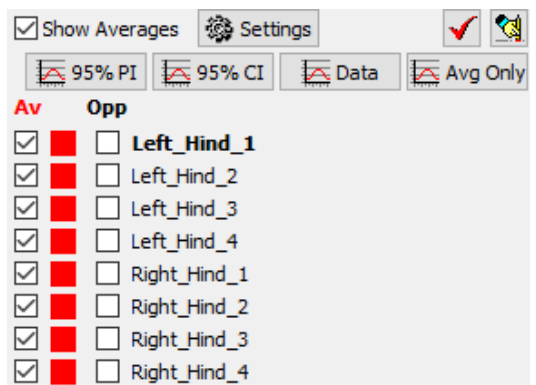 Show Averages Settings
95% PI 95% CI Data Avg Only
Av Opp
Left_Hind_1
Left_Hind_2
Left_Hind_3
Left_Hind_4
Right_Hind_1
Right_Hind_2
Right_Hind_3
Right_Hind_4